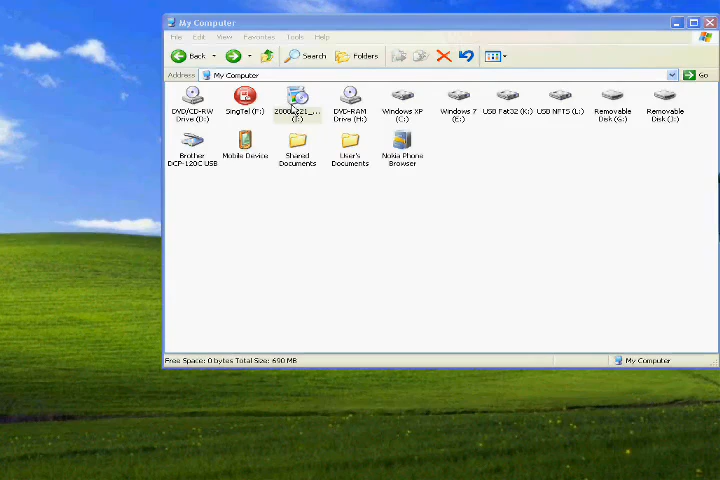 My Computer
File Edit View Favorites Tools Help
Back Search Folders
Address My Computer Go
DVD/CD-RW Drive (D:)
SingTel (F:)
DVD-RAM Drive (H:)
Windows XP (C:)
Windows 7 (E:)
USB Fat32 (K:)
USB NFTS (L:)
Removable Disk (G:)
Removable Disk (J:)
Brother DCP-120C USB
Mobile Device
Shared Documents
User's Documents
Nokia Phone Browser
Free Space: 0 bytes Total Size: 690 MB
My Computer